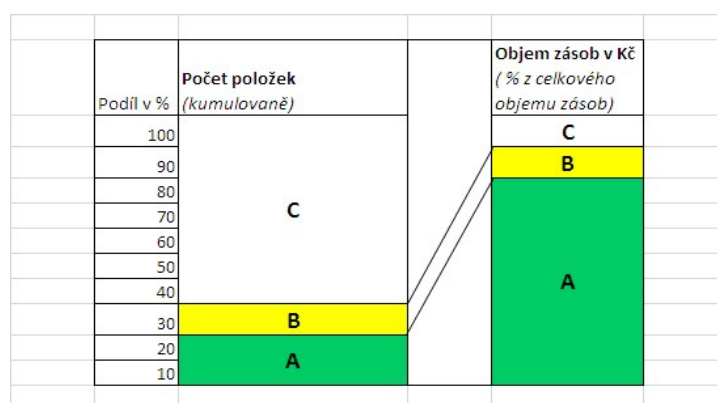 Podíl v %
Počet položek
(kumulovaně)
Objem zásob v Kč
( % z celkového
objemu zásob)
100
90
80
70
60
50
40
30
20
10
C
B
A
C
B
A